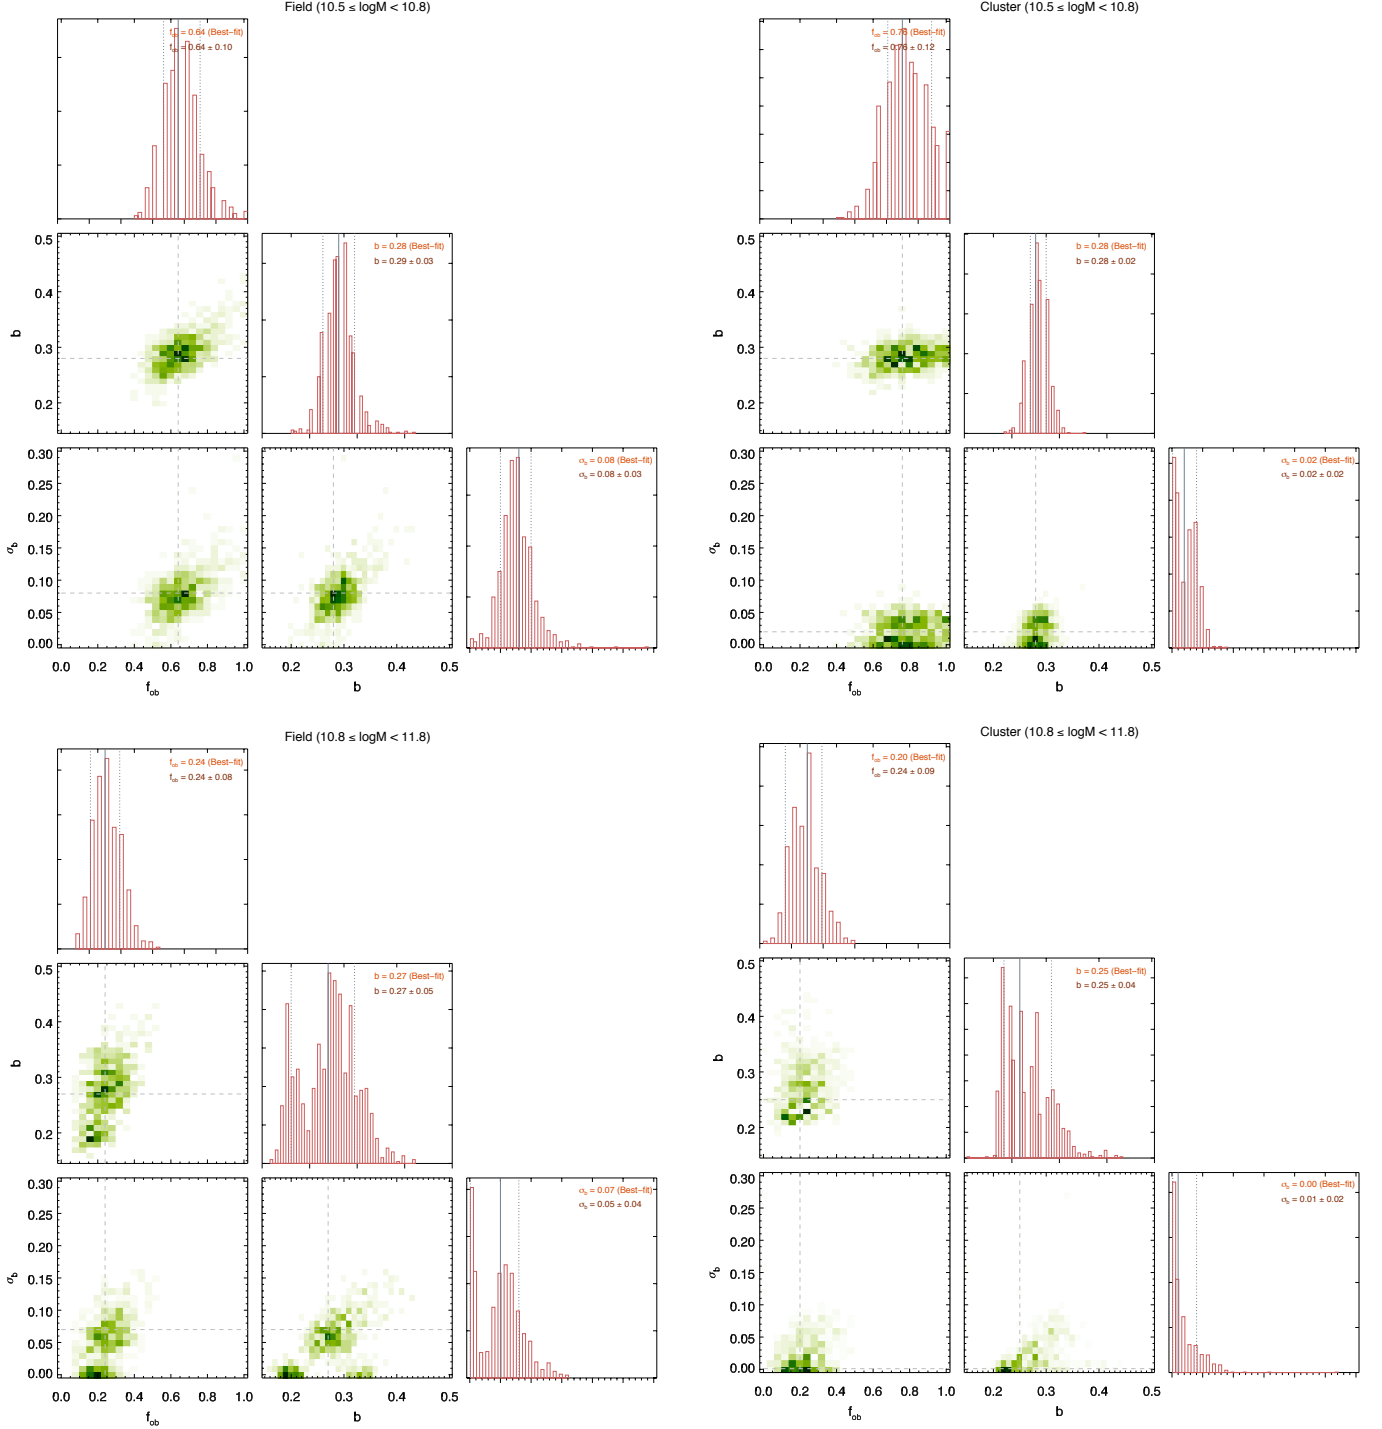 Field (10.5 ≤ logM < 10.8)
f_ob = 0.64 (Best−fit)
f_ob = 0.64 ± 0.10
0.5
0.4
0.3
0.2
b
b = 0.28 (Best−fit)
b = 0.29 ± 0.03
0.30
0.25
0.20
0.15
0.10
0.05
0.00
σ_b
σ_b = 0.08 (Best−fit)
σ_b = 0.08 ± 0.03
0.0 0.2 0.4 0.6 0.8 1.0
f_ob
0.2 0.3 0.4 0.5
b
Cluster (10.5 ≤ logM < 10.8)
f_ob = 0.76 (Best−fit)
f_ob = 0.76 ± 0.12
0.5
0.4
0.3
0.2
b
b = 0.28 (Best−fit)
b = 0.28 ± 0.02
0.30
0.25
0.20
0.15
0.10
0.05
0.00
σ_b
σ_b = 0.02 (Best−fit)
σ_b = 0.02 ± 0.02
0.0 0.2 0.4 0.6 0.8 1.0
f_ob
0.2 0.3 0.4 0.5
b
Field (10.8 ≤ logM < 11.8)
f_ob = 0.24 (Best−fit)
f_ob = 0.24 ± 0.08
0.5
0.4
0.3
0.2
b
b = 0.27 (Best−fit)
b = 0.27 ± 0.05
0.30
0.25
0.20
0.15
0.10
0.05
0.00
σ_b
σ_b = 0.07 (Best−fit)
σ_b = 0.05 ± 0.04
0.0 0.2 0.4 0.6 0.8 1.0
f_ob
0.2 0.3 0.4 0.5
b
Cluster (10.8 ≤ logM < 11.8)
f_ob = 0.20 (Best−fit)
f_ob = 0.24 ± 0.09
0.5
0.4
0.3
0.2
b
b = 0.25 (Best−fit)
b = 0.25 ± 0.04
0.30
0.25
0.20
0.15
0.10
0.05
0.00
σ_b
σ_b = 0.00 (Best−fit)
σ_b = 0.01 ± 0.02
0.0 0.2 0.4 0.6 0.8 1.0
f_ob
0.2 0.3 0.4 0.5
b